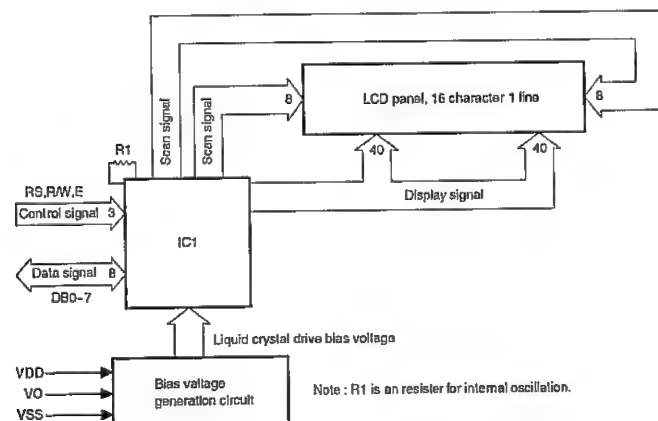 Scan signal
Scan signal
8
LCD panel, 16 character 1 line
8
R1
40
40
RS,R/W,E
Control signal 3
Display signal
IC1
Data signal 8
DB0-7
Liquid crystal drive bias voltage
VDD
VO
VSS
Bias voltage
generation circuit
Note : R1 is an resister for internal oscillation.